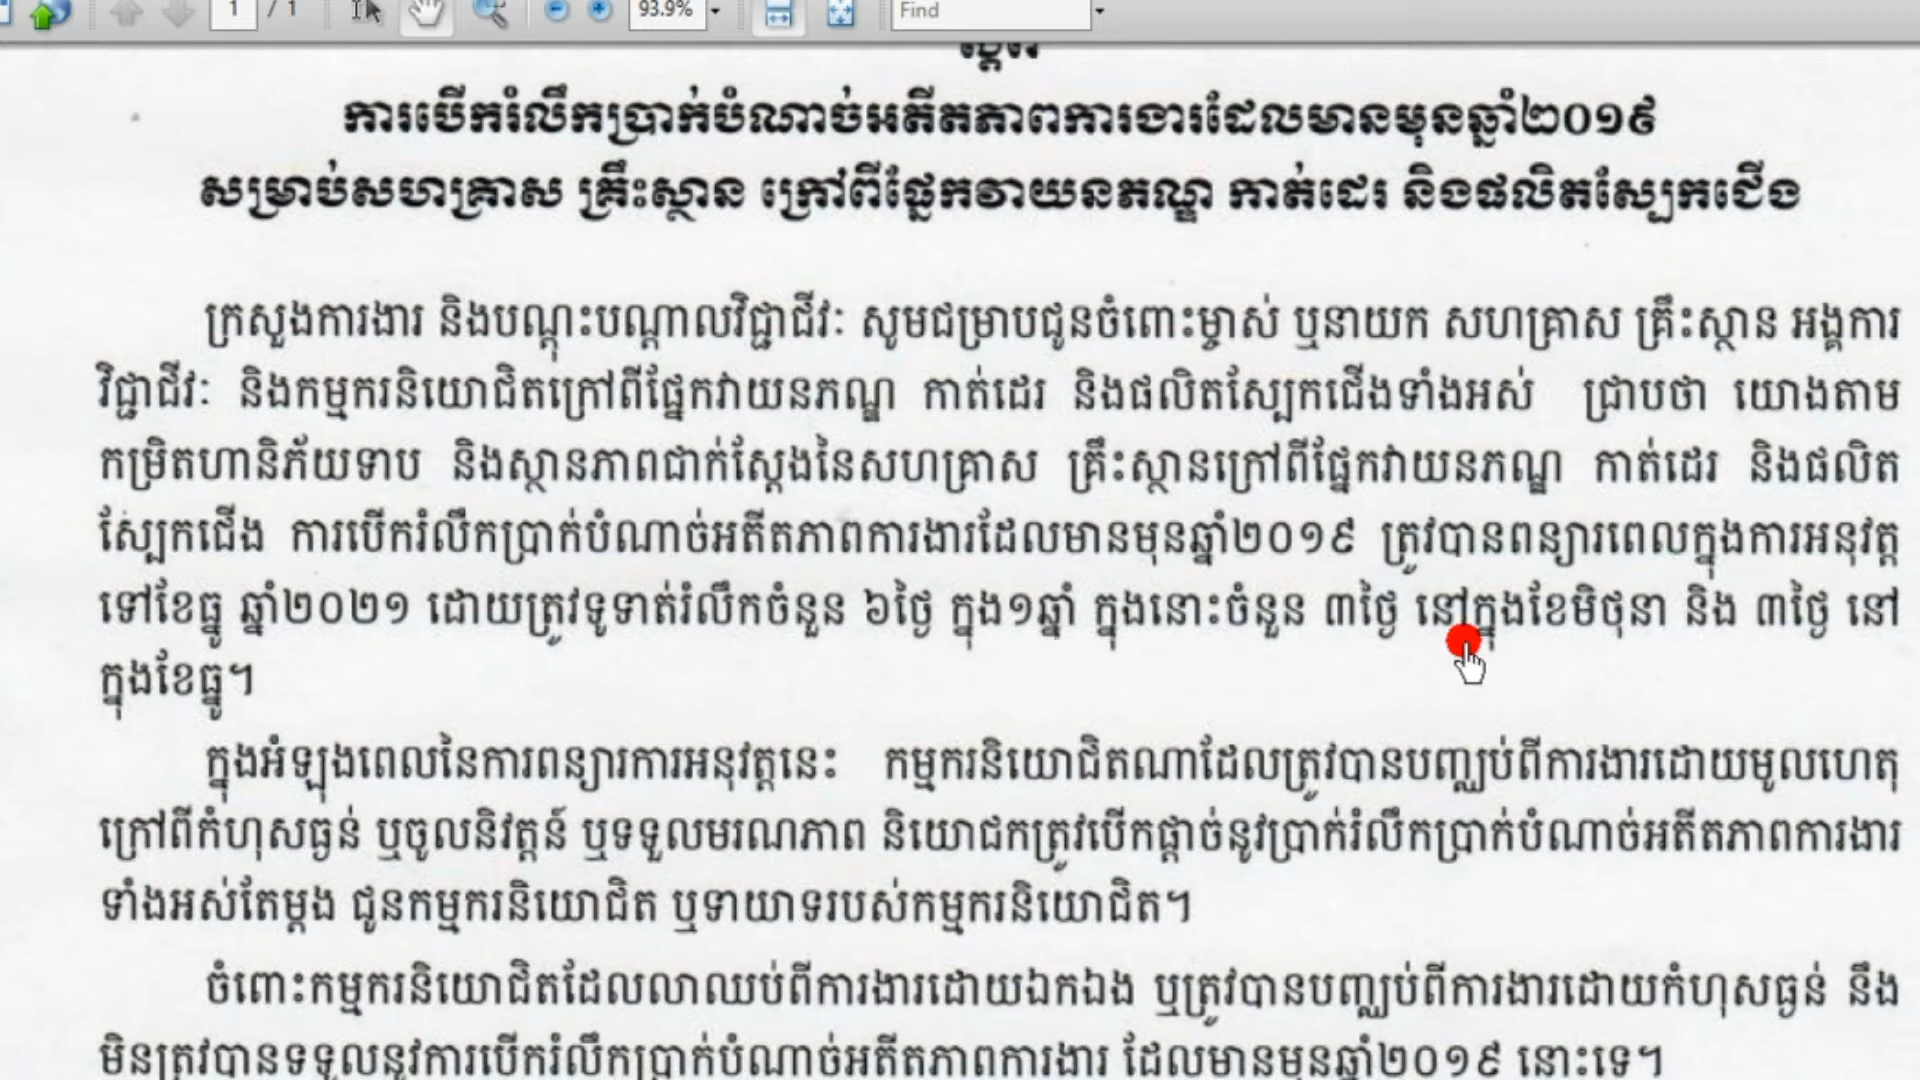 1 / 1 93.9% Find
ស្តីពី
ការបើករំលឹកប្រាក់បំណាច់អតីតភាពការងារដែលមានមុនឆ្នាំ២០១៩
សម្រាប់សហគ្រាស គ្រឹះស្ថាន ក្រៅពីផ្នែកវាយនភណ្ឌ កាត់ដេរ និងផលិតស្បែកជើង
ក្រសួងការងារ និងបណ្តុះបណ្តាលវិជ្ជាជីវៈ សូមជម្រាបជូនចំពោះម្ចាស់ ឬនាយក សហគ្រាស គ្រឹះស្ថាន អង្គការ
វិជ្ជាជីវៈ និងកម្មករនិយោជិតក្រៅពីផ្នែកវាយនភណ្ឌ កាត់ដេរ និងផលិតស្បែកជើងទាំងអស់ ជ្រាបថា យោងតាម
កម្រិតហានិភ័យទាប និងស្ថានភាពជាក់ស្តែងនៃសហគ្រាស គ្រឹះស្ថានក្រៅពីផ្នែកវាយនភណ្ឌ កាត់ដេរ និងផលិត
ស្បែកជើង ការបើករំលឹកប្រាក់បំណាច់អតីតភាពការងារដែលមានមុនឆ្នាំ២០១៩ ត្រូវបានពន្យារពេលក្នុងការអនុវត្ត
ទៅខែធ្នូ ឆ្នាំ២០២១ ដោយត្រូវទូទាត់រំលឹកចំនួន ៦ថ្ងៃ ក្នុង១ឆ្នាំ ក្នុងនោះចំនួន ៣ថ្ងៃ នៅក្នុងខែមិថុនា និង ៣ថ្ងៃ នៅ
ក្នុងខែធ្នូ។
ក្នុងអំឡុងពេលនៃការពន្យារការអនុវត្តនេះ កម្មករនិយោជិតណាដែលត្រូវបានបញ្ឈប់ពីការងារដោយមូលហេតុ
ក្រៅពីកំហុសធ្ងន់ ឬចូលនិវត្តន៍ ឬទទួលមរណភាព និយោជកត្រូវបើកផ្តាច់នូវប្រាក់រំលឹកប្រាក់បំណាច់អតីតភាពការងារ
ទាំងអស់តែម្តង ជូនកម្មករនិយោជិត ឬទាយាទរបស់កម្មករនិយោជិត។
ចំពោះកម្មករនិយោជិតដែលលាឈប់ពីការងារដោយឯកឯង ឬត្រូវបានបញ្ឈប់ពីការងារដោយកំហុសធ្ងន់ នឹង
មិនត្រូវបានទទួលនូវការបើករំលឹកប្រាក់បំណាច់អតីតភាពការងារ ដែលមានមុនឆ្នាំ២០១៩ នោះទេ។